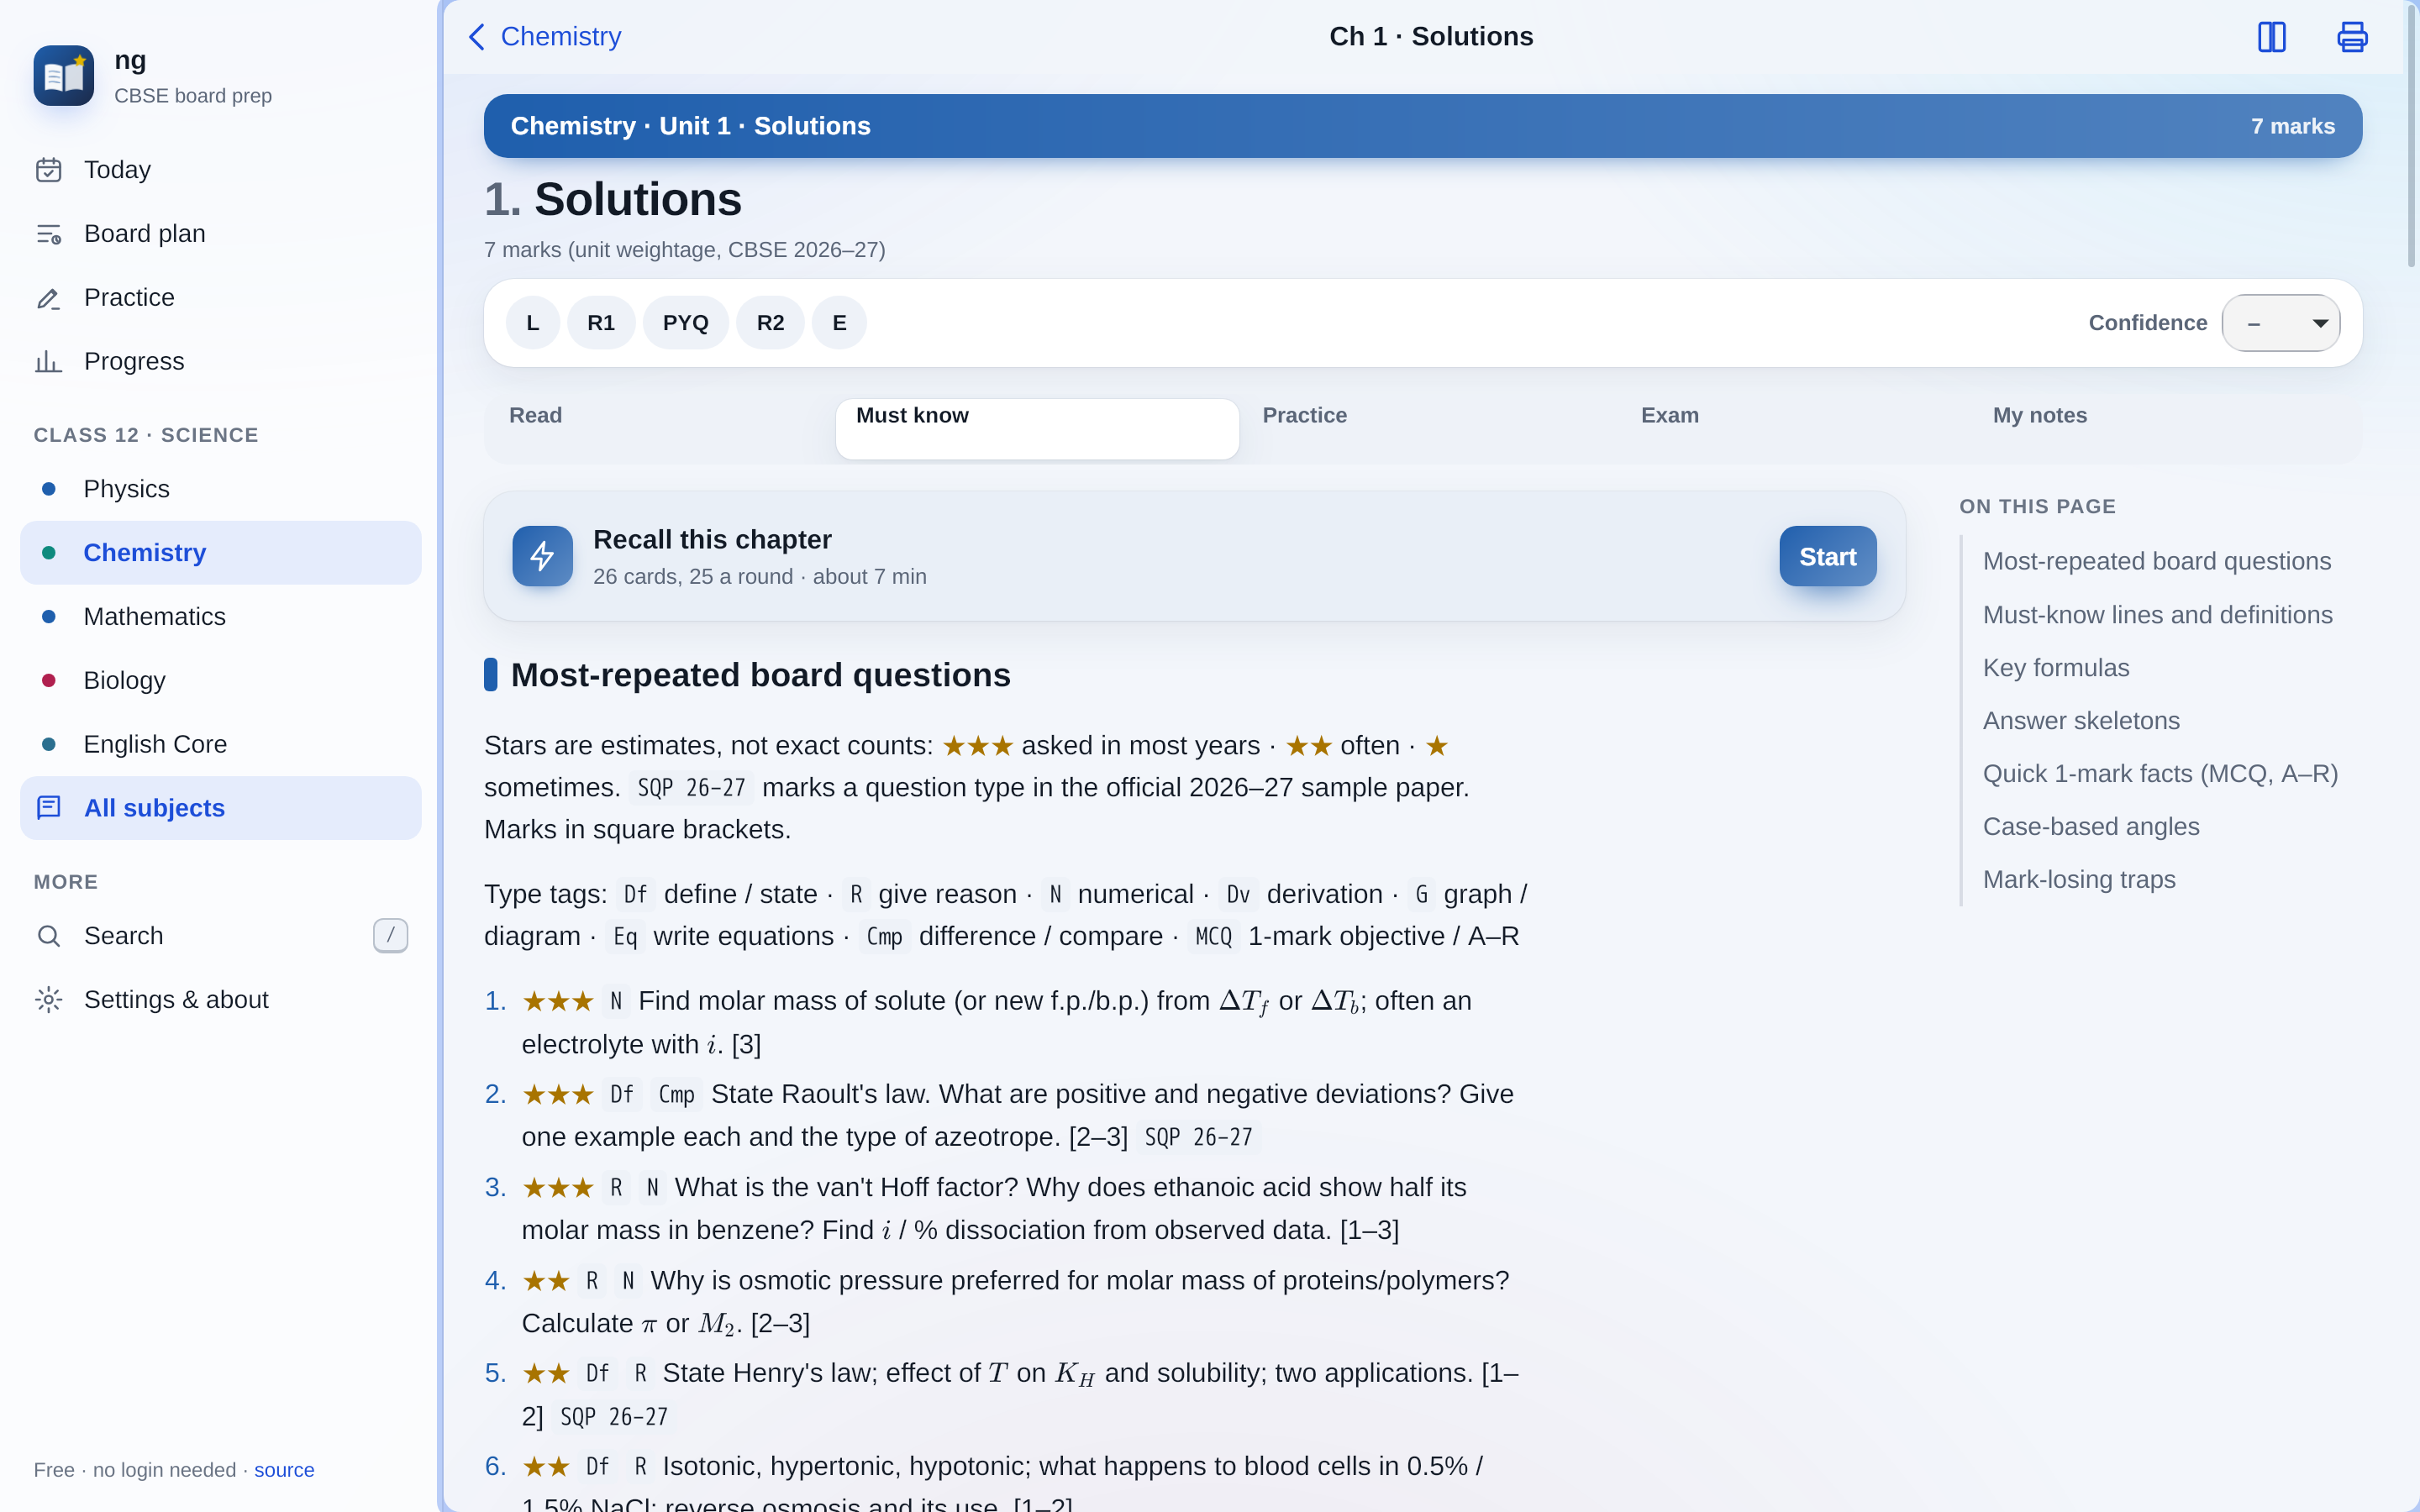 ng
CBSE board prep
Today
Board plan
Practice
Progress
CLASS 12 · SCIENCE
Physics
Chemistry
Mathematics
Biology
English Core
All subjects
MORE
Search /
Settings & about
Free · no login needed · source
Chemistry
Ch 1 · Solutions
Chemistry · Unit 1 · Solutions 7 marks
1. Solutions
7 marks (unit weightage, CBSE 2026–27)
L R1 PYQ R2 E Confidence –
Read Must know Practice Exam My notes
Recall this chapter
26 cards, 25 a round · about 7 min
Start
Most-repeated board questions
Stars are estimates, not exact counts: ★★★ asked in most years · ★★ often · ★
sometimes. SQP 26–27 marks a question type in the official 2026–27 sample paper.
Marks in square brackets.
Type tags: Df define / state · R give reason · N numerical · Dv derivation · G graph /
diagram · Eq write equations · Cmp difference / compare · MCQ 1-mark objective / A–R
1. ★★★ N Find molar mass of solute (or new f.p./b.p.) from ΔT_f or ΔT_b; often an
electrolyte with i. [3]
2. ★★★ Df Cmp State Raoult's law. What are positive and negative deviations? Give
one example each and the type of azeotrope. [2–3] SQP 26–27
3. ★★★ R N What is the van't Hoff factor? Why does ethanoic acid show half its
molar mass in benzene? Find i / % dissociation from observed data. [1–3]
4. ★★ R N Why is osmotic pressure preferred for molar mass of proteins/polymers?
Calculate π or M₂. [2–3]
5. ★★ Df R State Henry's law; effect of T on K_H and solubility; two applications. [1–
2] SQP 26–27
6. ★★ Df R Isotonic, hypertonic, hypotonic; what happens to blood cells in 0.5% /
1.5% NaCl; reverse osmosis and its use. [1–2]
ON THIS PAGE
Most-repeated board questions
Must-know lines and definitions
Key formulas
Answer skeletons
Quick 1-mark facts (MCQ, A–R)
Case-based angles
Mark-losing traps